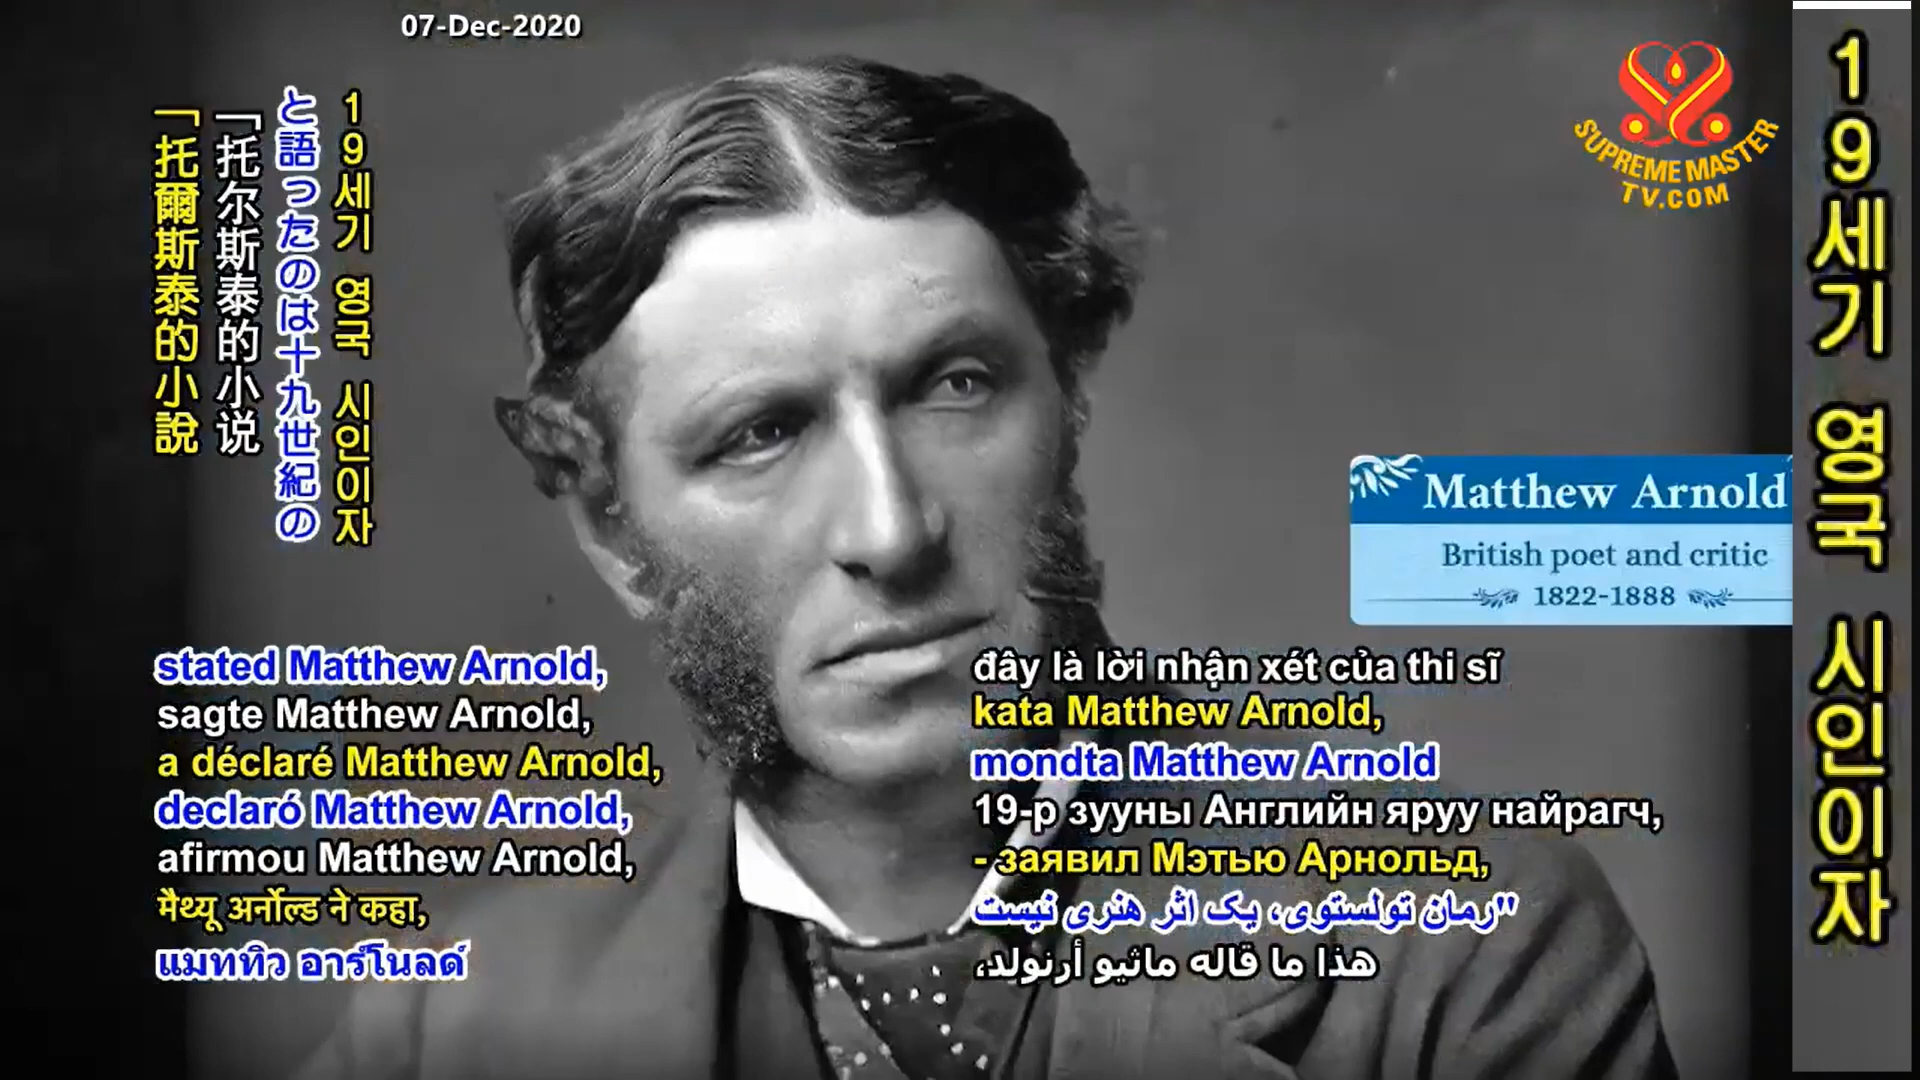 07-Dec-2020
SUPREME MASTER
TV.COM
19세기 영국 시인이자
と語ったのは十九世紀の
「托尔斯泰的小说
「托爾斯泰的小說
Matthew Arnold
British poet and critic
1822-1888
stated Matthew Arnold,
sagte Matthew Arnold,
a déclaré Matthew Arnold,
declaró Matthew Arnold,
afirmou Matthew Arnold,
मैथ्यू अर्नोल्ड ने कहा,
แมททิว อาร์โนลด์
đây là lời nhận xét của thi sĩ
kata Matthew Arnold,
mondta Matthew Arnold
19-р зууны Английн яруу найрагч,
- заявил Мэтью Арнольд,
"رمان تولستوی، یک اثر هنری نیست
هذا ما قاله ماثيو أرنولد،
19세기 영국 시인이자